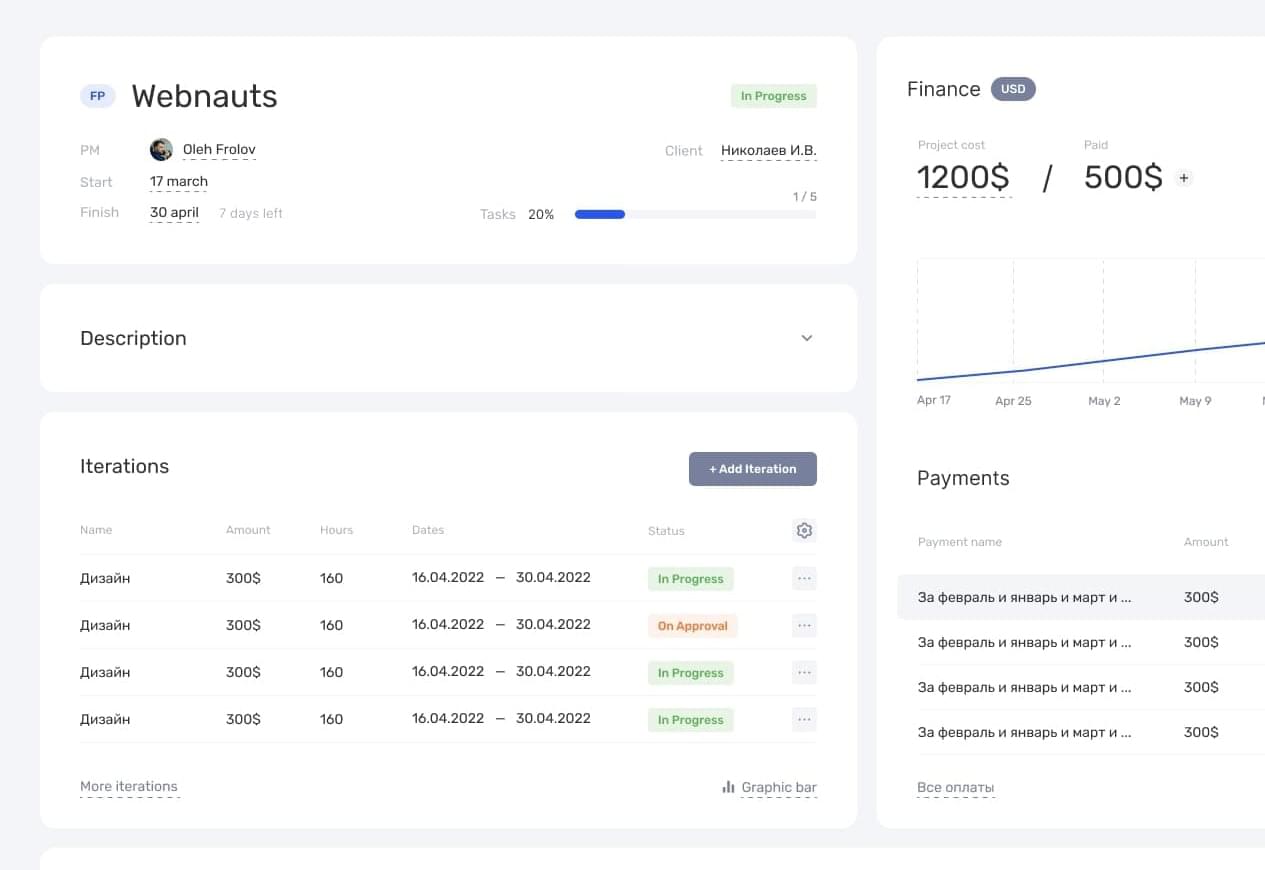 FP Webnauts In Progress
PM Oleh Frolov Client Николаев И.В.
Start 17 march
1 / 5
Finish 30 april 7 days left Tasks 20%
Description
Iterations + Add Iteration
Name Amount Hours Dates Status
Дизайн 300$ 160 16.04.2022 — 30.04.2022 In Progress ...
Дизайн 300$ 160 16.04.2022 — 30.04.2022 On Approval ...
Дизайн 300$ 160 16.04.2022 — 30.04.2022 In Progress ...
Дизайн 300$ 160 16.04.2022 — 30.04.2022 In Progress ...
More iterations Graphic bar
Finance USD
Project cost Paid
1200$ / 500$ +
Apr 17 Apr 25 May 2 May 9
Payments
Payment name Amount
За февраль и январь и март и ... 300$
За февраль и январь и март и ... 300$
За февраль и январь и март и ... 300$
За февраль и январь и март и ... 300$
Все оплаты